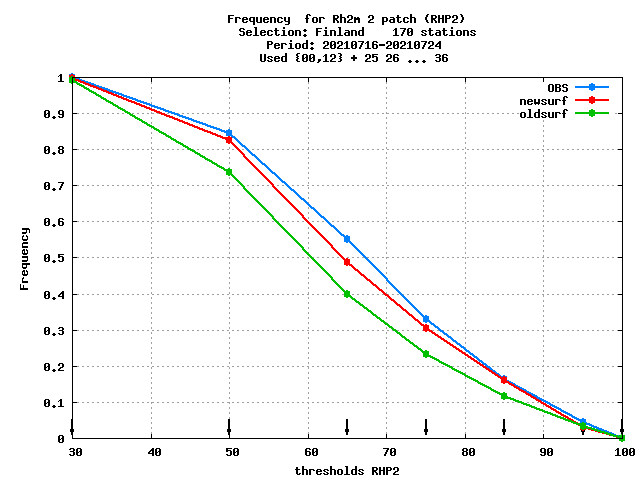 Frequency  for Rh2m 2 patch (RHP2)
Selection: Finland    170 stations
Period: 20210716-20210724
Used {00,12} + 25 26 ... 36
OBS
newsurf
oldsurf
1
0.9
0.8
0.7
0.6
0.5
0.4
0.3
0.2
0.1
0
Frequency
30 40 50 60 70 80 90 100
thresholds RHP2